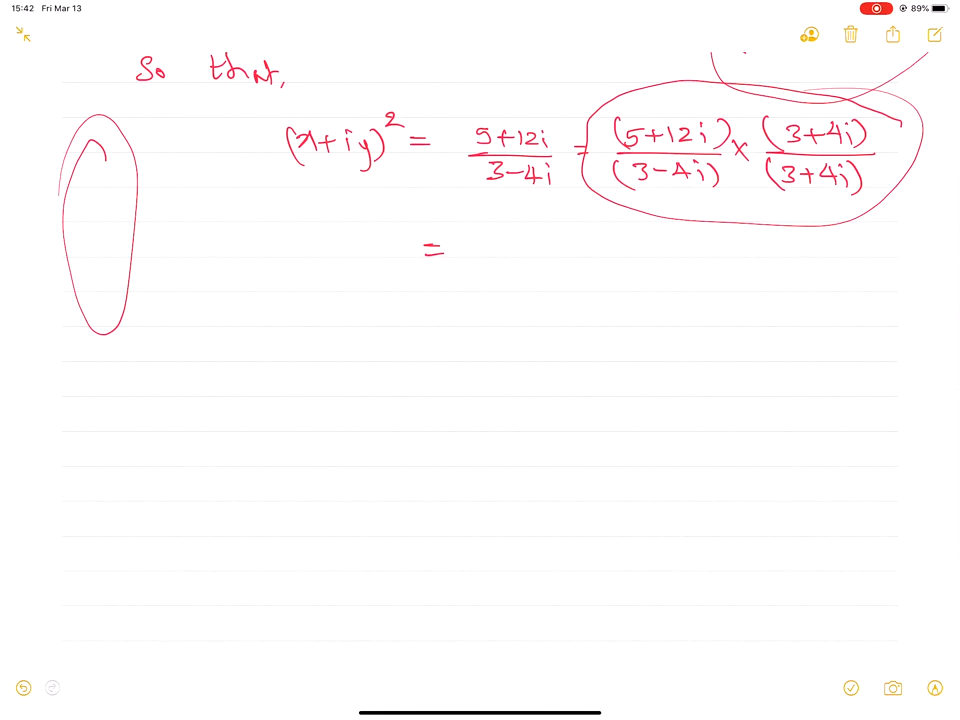 15:42 Fri Mar 13 89%
So that,
(x+iy)² = 5+12i / 3-4i = (5+12i) / (3-4i) × (3+4i) / (3+4i)
=